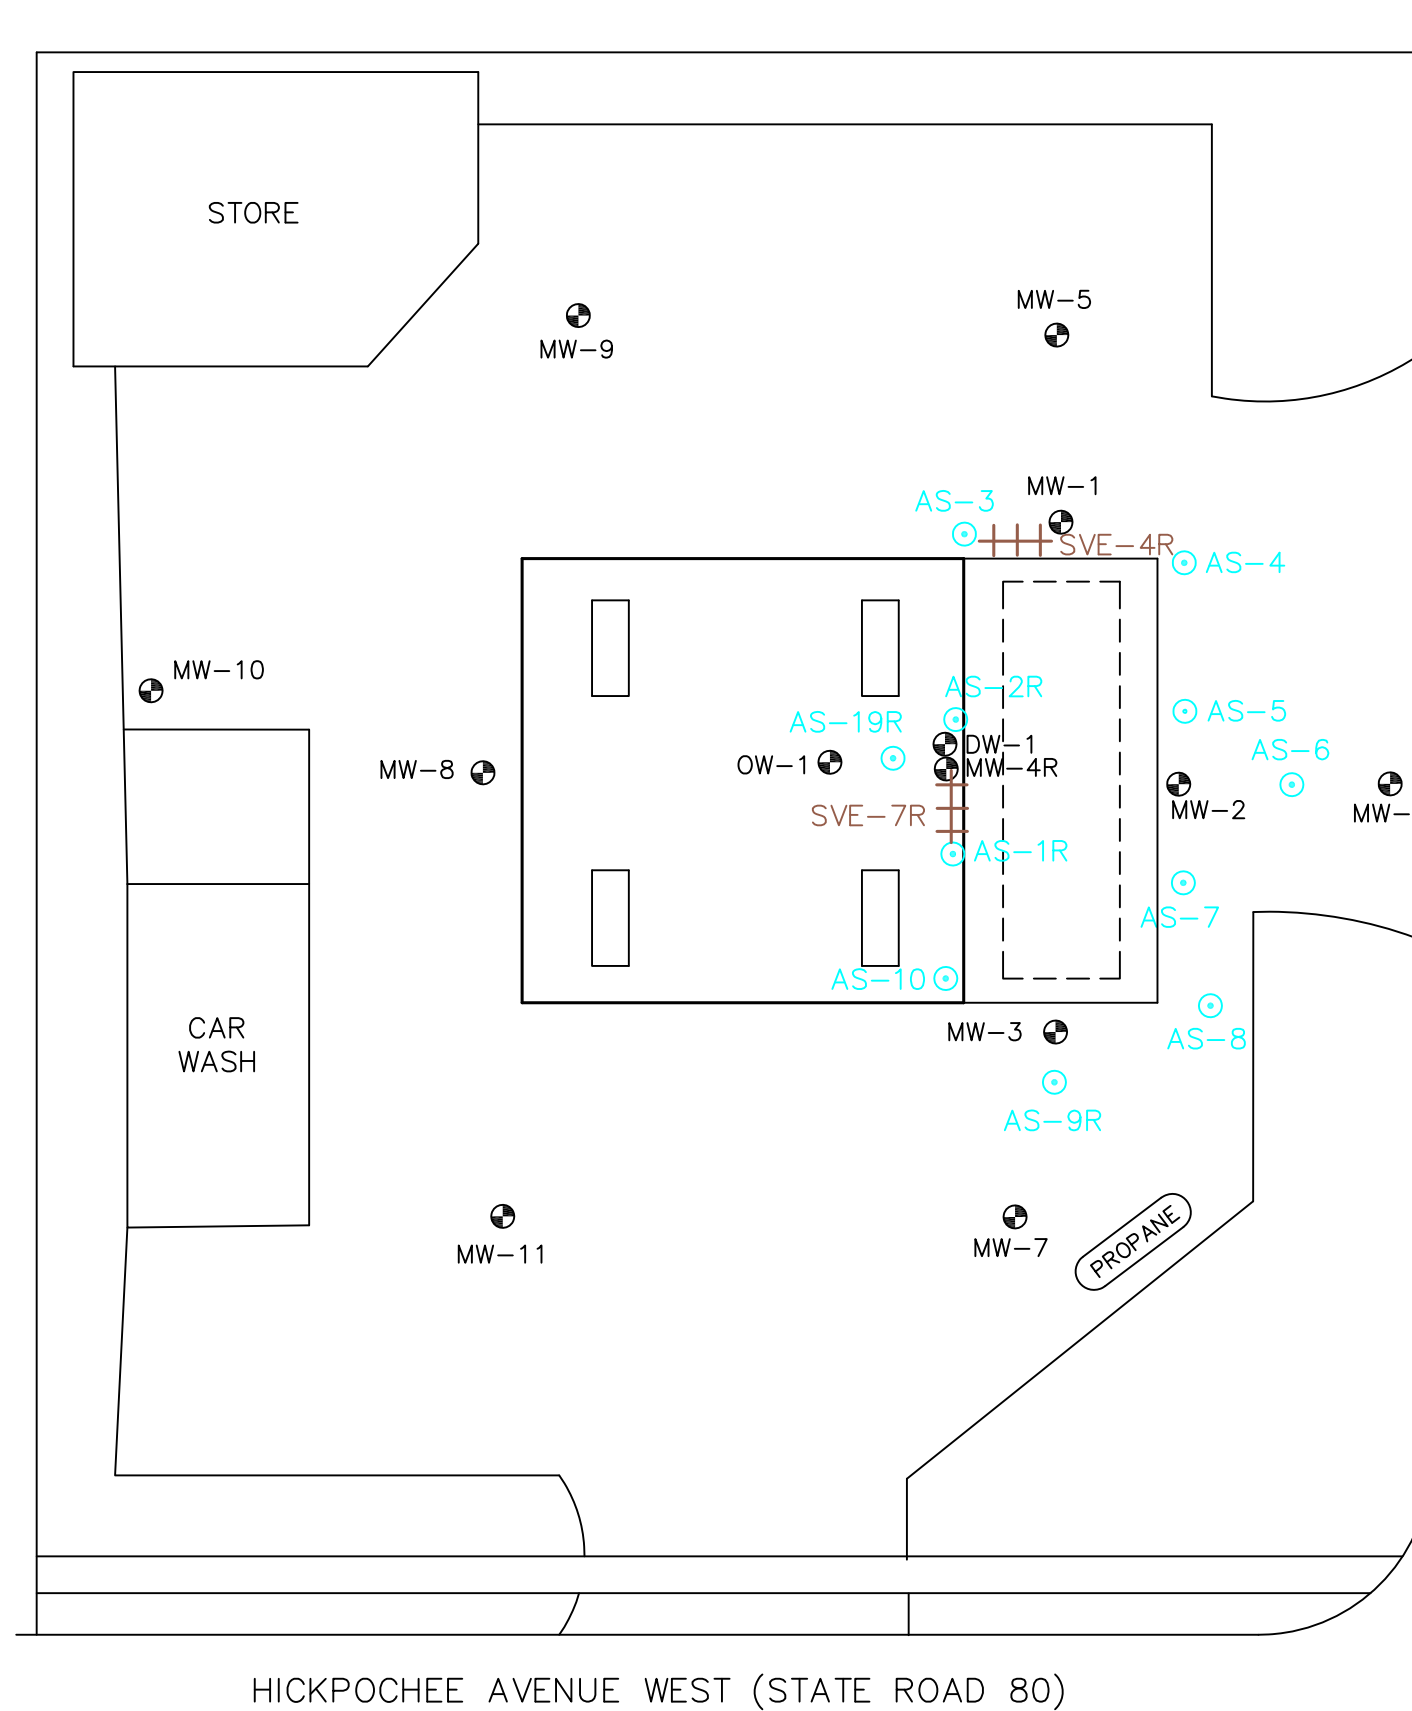 STORE
MW-5
MW-9
MW-1
AS-3
SVE-4R
AS-4
MW-10
AS-2R
AS-19R
AS-5
DW-1
AS-6
OW-1
MW-4R
MW-8
MW-2
MW-
SVE-7R
AS-1R
AS-7
AS-10
CAR
WASH
MW-3
AS-8
AS-9R
PROPANE
MW-11
MW-7
HICKPOCHEE AVENUE WEST (STATE ROAD 80)